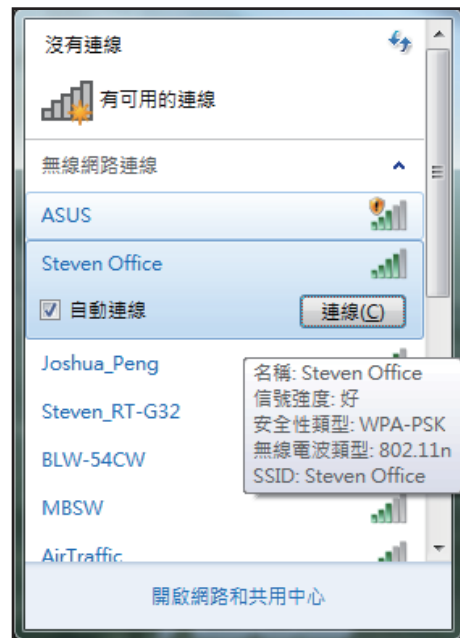 沒有連線
有可用的連線
無線網路連線
ASUS
Steven Office
自動連線
連線(C)
Joshua_Peng
Steven_RT-G32
BLW-54CW
MBSW
AirTraffic
名稱: Steven Office
信號強度: 好
安全性類型: WPA-PSK
無線電波類型: 802.11n
SSID: Steven Office
開啟網路和共用中心